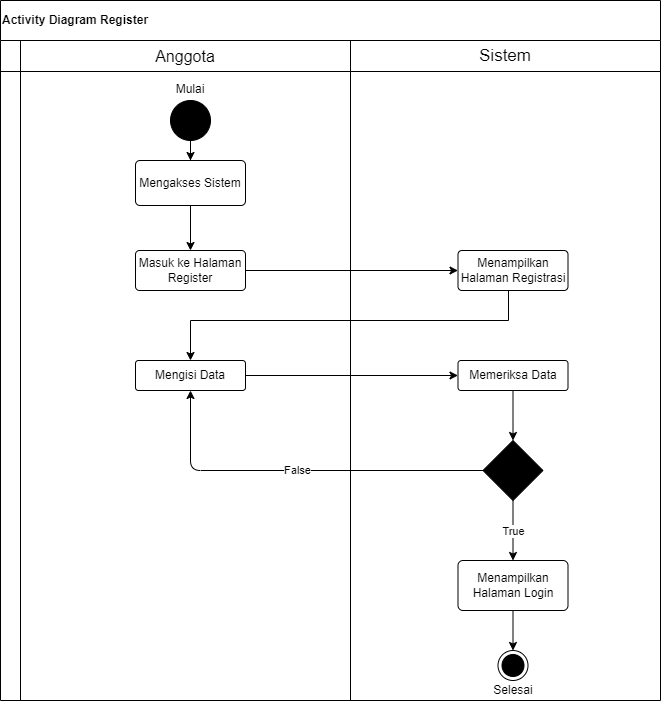 Activity Diagram Register
Anggota
Sistem
Mulai
Mengakses Sistem
Masuk ke Halaman
Register
Menampilkan
Halaman Registrasi
Mengisi Data
Memeriksa Data
False
True
Menampilkan
Halaman Login
Selesai